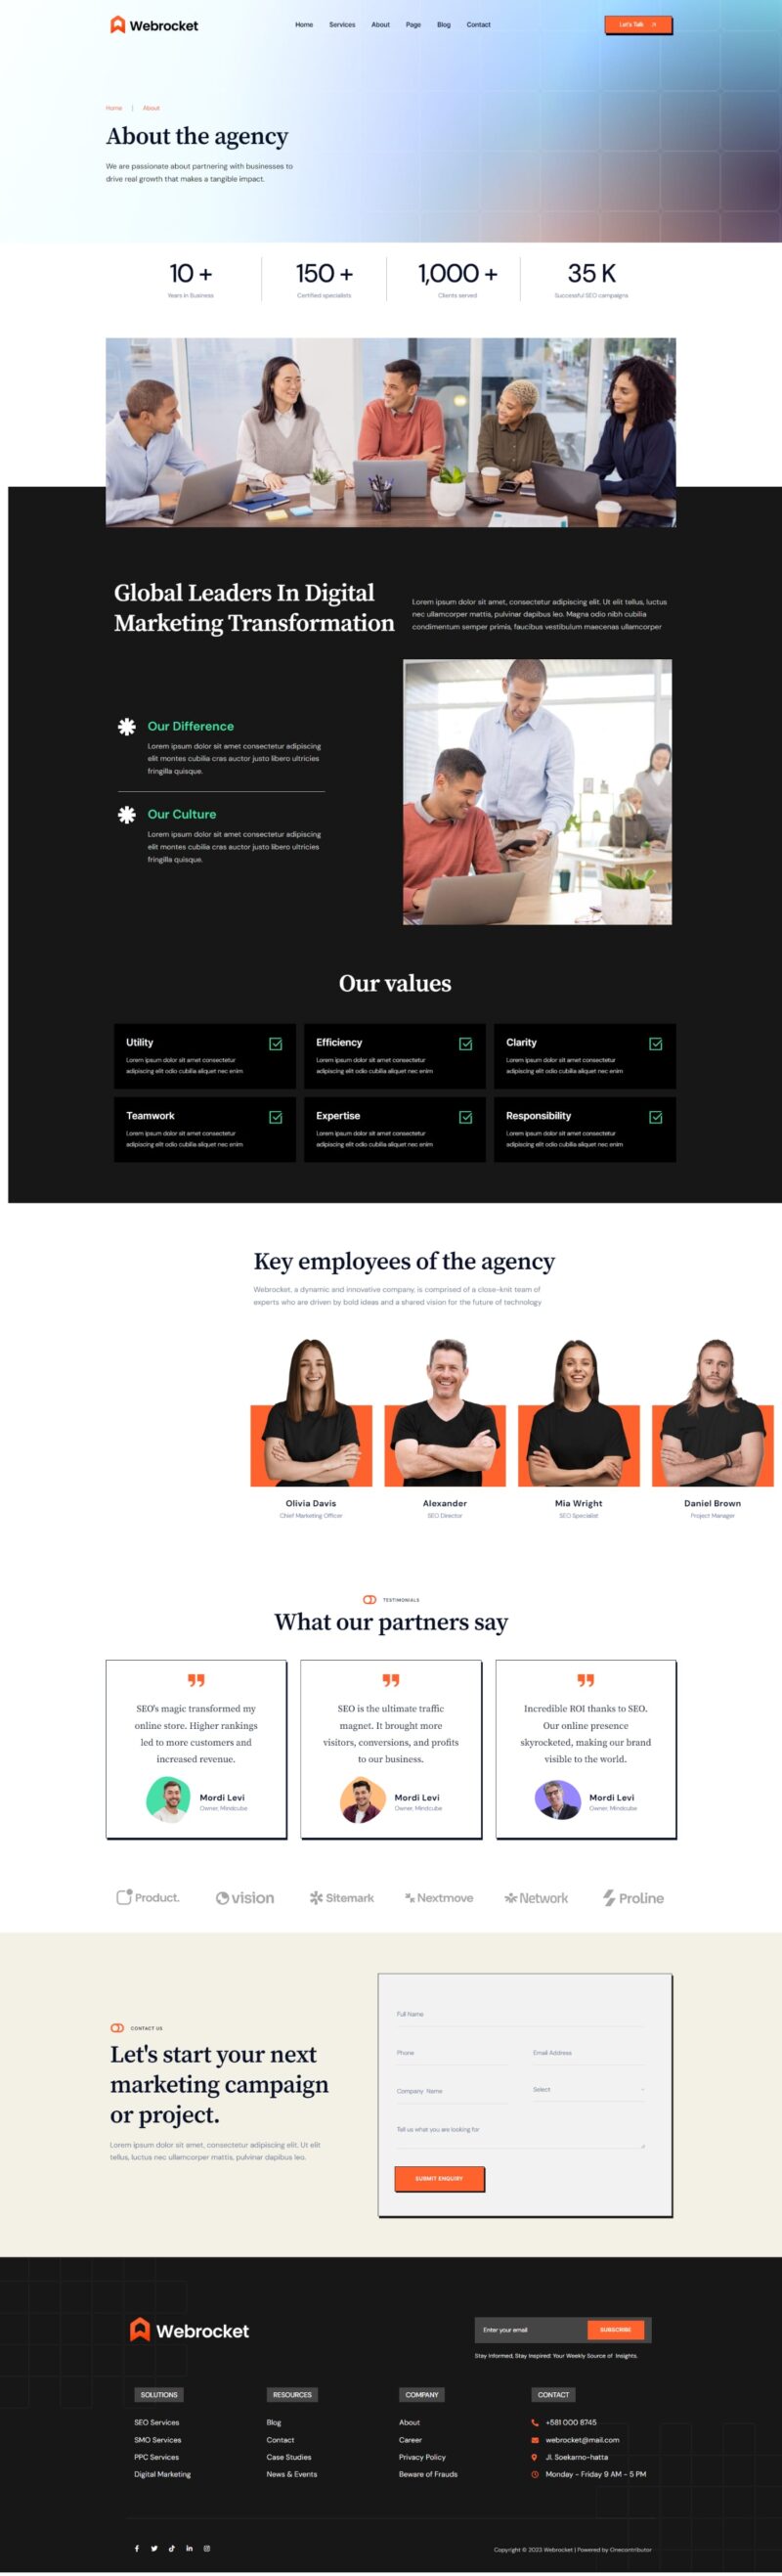 Webrocket
Home Services About Page Blog Contact
Let's Talk
Home | About
About the agency
We are passionate about partnering with businesses to
drive real growth that makes a tangible impact.
10 + 150 + 1,000 + 35 K
Years In Business Certified specialists Clients served Successful SEO campaigns
Global Leaders In Digital
Marketing Transformation
Lorem ipsum dolor sit amet, consectetur adipiscing elit. Ut elit tellus, luctus
nec ullamcorper mattis, pulvinar dapibus leo. Magna odio nibh cubilia
condimentum semper primis, faucibus vestibulum maecenas ullamcorper
Our Difference
Lorem ipsum dolor sit amet consectetur adipiscing
elit montes cubilia cras auctor justo libero ultricies
fringilla quisque.
Our Culture
Lorem ipsum dolor sit amet consectetur adipiscing
elit montes cubilia cras auctor justo libero ultricies
fringilla quisque.
Our values
Utility
Lorem ipsum dolor sit amet consectetur
adipiscing elit odio cubilia aliquet nec enim
Efficiency
Lorem ipsum dolor sit amet consectetur
adipiscing elit odio cubilia aliquet nec enim
Clarity
Lorem ipsum dolor sit amet consectetur
adipiscing elit odio cubilia aliquet nec enim
Teamwork
Lorem ipsum dolor sit amet consectetur
adipiscing elit odio cubilia aliquet nec enim
Expertise
Lorem ipsum dolor sit amet consectetur
adipiscing elit odio cubilia aliquet nec enim
Responsibility
Lorem ipsum dolor sit amet consectetur
adipiscing elit odio cubilia aliquet nec enim
Key employees of the agency
Webrocket, a dynamic and innovative company, is comprised of a close-knit team of
experts who are driven by bold ideas and a shared vision for the future of technology
Olivia Davis
Chief Marketing Officer
Alexander
SEO Director
Mia Wright
SEO Specialist
Daniel Brown
Project Manager
TESTIMONIALS
What our partners say
SEO's magic transformed my
online store. Higher rankings
led to more customers and
increased revenue.
Mordi Levi
Owner, Mindcube
SEO is the ultimate traffic
magnet. It brought more
visitors, conversions, and profits
to our business.
Mordi Levi
Owner, Mindcube
Incredible ROI thanks to SEO.
Our online presence
skyrocketed, making our brand
visible to the world.
Mordi Levi
Owner, Mindcube
Product. vision Sitemark Nextmove Network Proline
CONTACT US
Let's start your next
marketing campaign
or project.
Lorem ipsum dolor sit amet, consectetur adipiscing elit. Ut elit
tellus, luctus nec ullamcorper mattis, pulvinar dapibus leo.
Full Name
Phone Email Address
Company Name Select
Tell us what you are looking for
SUBMIT ENQUIRY
Webrocket
Enter your email SUBSCRIBE
Stay Informed, Stay Inspired: Your Weekly Source of Insights.
SOLUTIONS
SEO Services
SMO Services
PPC Services
Digital Marketing
RESOURCES
Blog
Contact
Case Studies
News & Events
COMPANY
About
Career
Privacy Policy
Beware of Frauds
CONTACT
+581 000 8745
webrocket@mail.com
Jl. Soekarno-hatta
Monday - Friday 9 AM - 5 PM
Copyright © 2023 Webrocket | Powered by Onecontributor